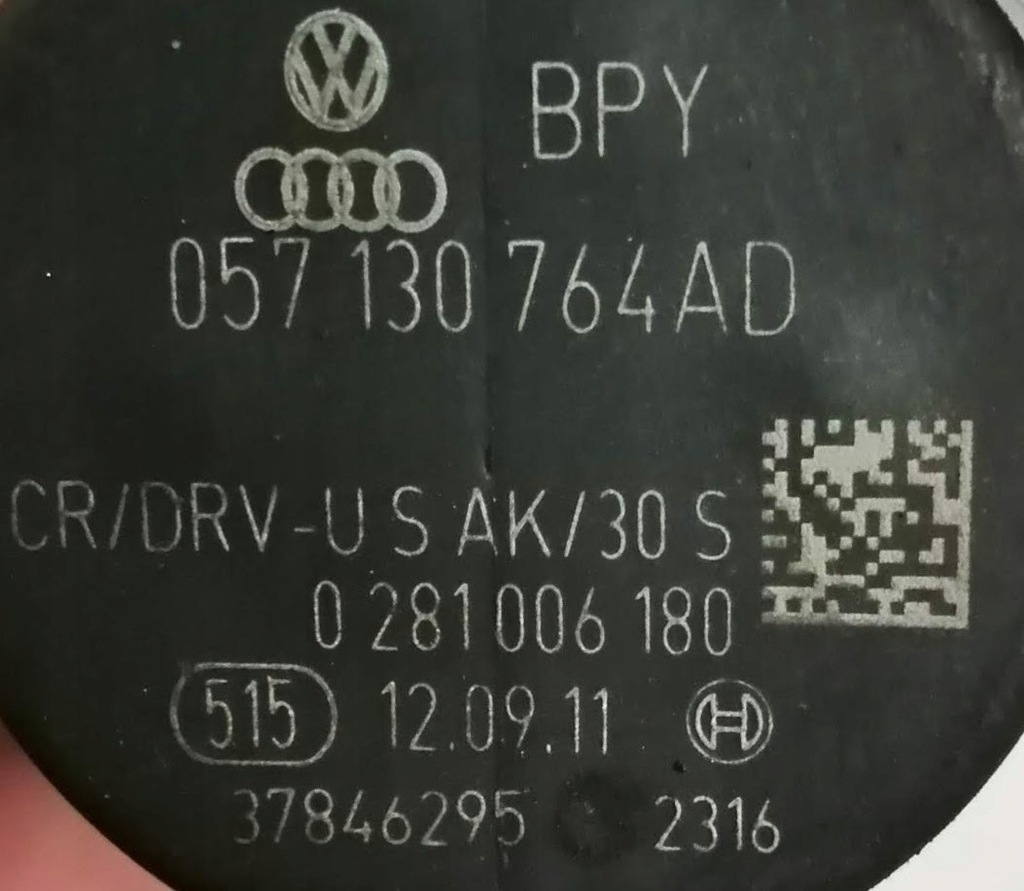 BPY
057 130 764AD
CR/DRV-U S AK/30 S
0 281 006 180
515 12.09.11
37846295 2316